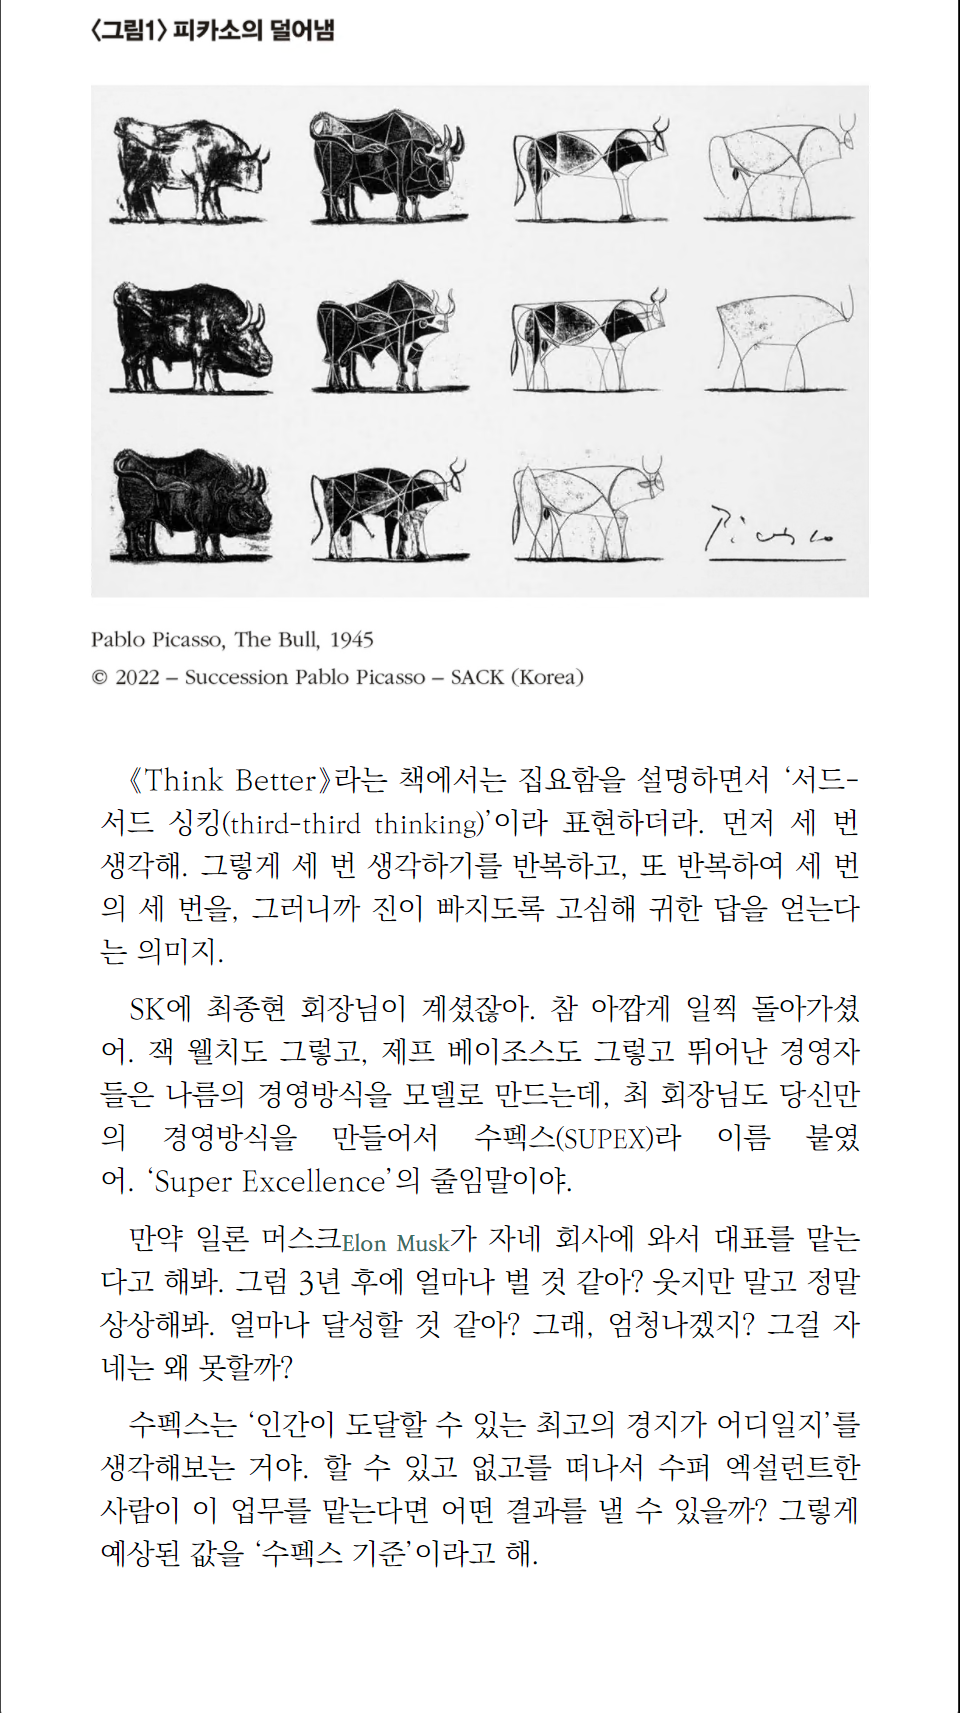 〈그림1〉 피카소의 덜어냄
Picasso
Pablo Picasso, The Bull, 1945
© 2022 – Succession Pablo Picasso – SACK (Korea)
《Think Better》라는 책에서는 집요함을 설명하면서 ‘서드-
서드 싱킹(third-third thinking)’이라 표현하더라. 먼저 세 번
생각해. 그렇게 세 번 생각하기를 반복하고, 또 반복하여 세 번
의 세 번을, 그러니까 진이 빠지도록 고심해 귀한 답을 얻는다
는 의미지.
SK에 최종현 회장님이 계셨잖아. 참 아깝게 일찍 돌아가셨
어. 잭 웰치도 그렇고, 제프 베이조스도 그렇고 뛰어난 경영자
들은 나름의 경영방식을 모델로 만드는데, 최 회장님도 당신만
의 경영방식을 만들어서 수펙스(SUPEX)라 이름 붙였
어. ‘Super Excellence’의 줄임말이야.
만약 일론 머스크Elon Musk가 자네 회사에 와서 대표를 맡는
다고 해봐. 그럼 3년 후에 얼마나 벌 것 같아? 웃지만 말고 정말
상상해봐. 얼마나 달성할 것 같아? 그래, 엄청나겠지? 그걸 자
네는 왜 못할까?
수펙스는 ‘인간이 도달할 수 있는 최고의 경지가 어디일지’를
생각해보는 거야. 할 수 있고 없고를 떠나서 수퍼 엑설런트한
사람이 이 업무를 맡는다면 어떤 결과를 낼 수 있을까? 그렇게
예상된 값을 ‘수펙스 기준’이라고 해.